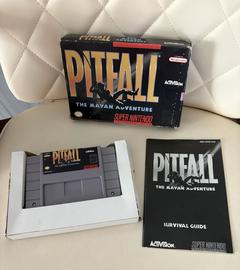 PITFALL
THE MAYAN ADVENTURE
ACTIVISION
SUPER NINTENDO
PITFALL
PITFALL
THE MAYAN ADVENTURE
SURVIVAL GUIDE
ACTIVISION
SUPER NINTENDO